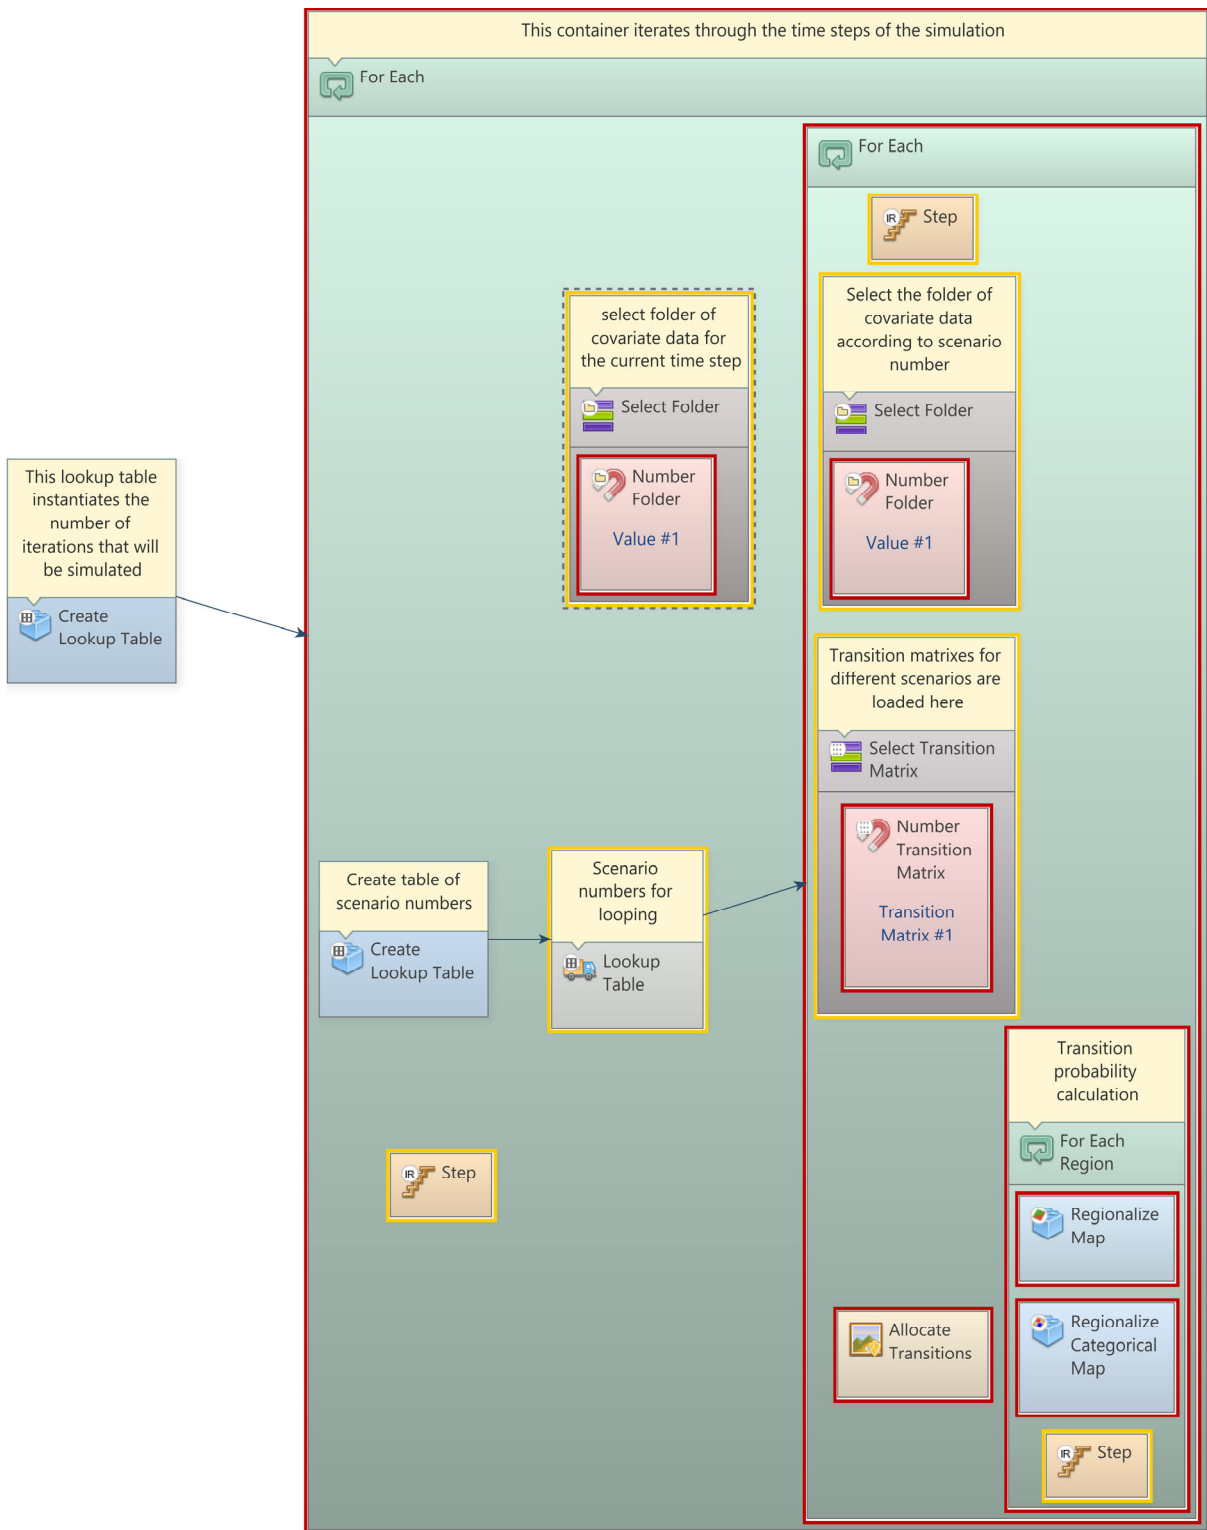 This container iterates through the time steps of the simulation
For Each
For Each
IR
Step
select folder of
covariate data for
the current time step
Select Folder
Number
Folder
Value #1
Select the folder of
covariate data
according to scenario
number
Select Folder
Number
Folder
Value #1
This lookup table
instantiates the
number of
iterations that will
be simulated
Create
Lookup Table
Transition matrixes for
different scenarios are
loaded here
Select Transition
Matrix
Number
Transition
Matrix
Transition
Matrix #1
Create table of
scenario numbers
Create
Lookup Table
Scenario
numbers for
looping
Lookup
Table
IR
Step
Transition
probability
calculation
For Each
Region
Regionalize
Map
Regionalize
Categorical
Map
Allocate
Transitions
IR
Step